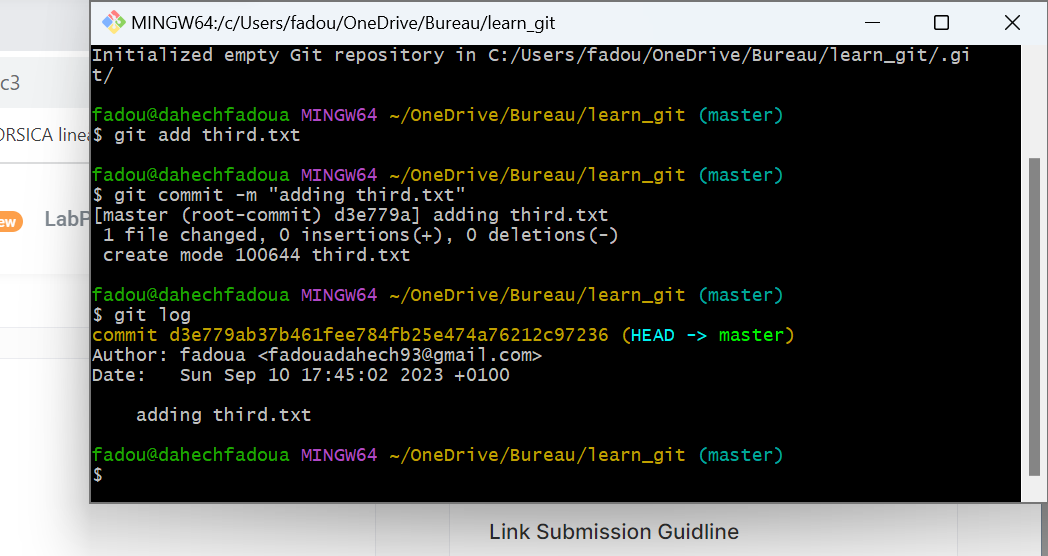 MINGW64:/c/Users/fadou/OneDrive/Bureau/learn_git
Initialized empty Git repository in C:/Users/fadou/OneDrive/Bureau/learn_git/.gi
t/
fadou@dahechfadoua MINGW64 ~/OneDrive/Bureau/learn_git (master)
$ git add third.txt
fadou@dahechfadoua MINGW64 ~/OneDrive/Bureau/learn_git (master)
$ git commit -m "adding third.txt"
[master (root-commit) d3e779a] adding third.txt
1 file changed, 0 insertions(+), 0 deletions(-)
create mode 100644 third.txt
fadou@dahechfadoua MINGW64 ~/OneDrive/Bureau/learn_git (master)
$ git log
commit d3e779ab37b461fee784fb25e474a76212c97236 (HEAD -> master)
Author: fadoua <fadouadahech93@gmail.com>
Date:   Sun Sep 10 17:45:02 2023 +0100
adding third.txt
fadou@dahechfadoua MINGW64 ~/OneDrive/Bureau/learn_git (master)
$
c3
ORSICA linea
ew
LabP
Link Submission Guidline